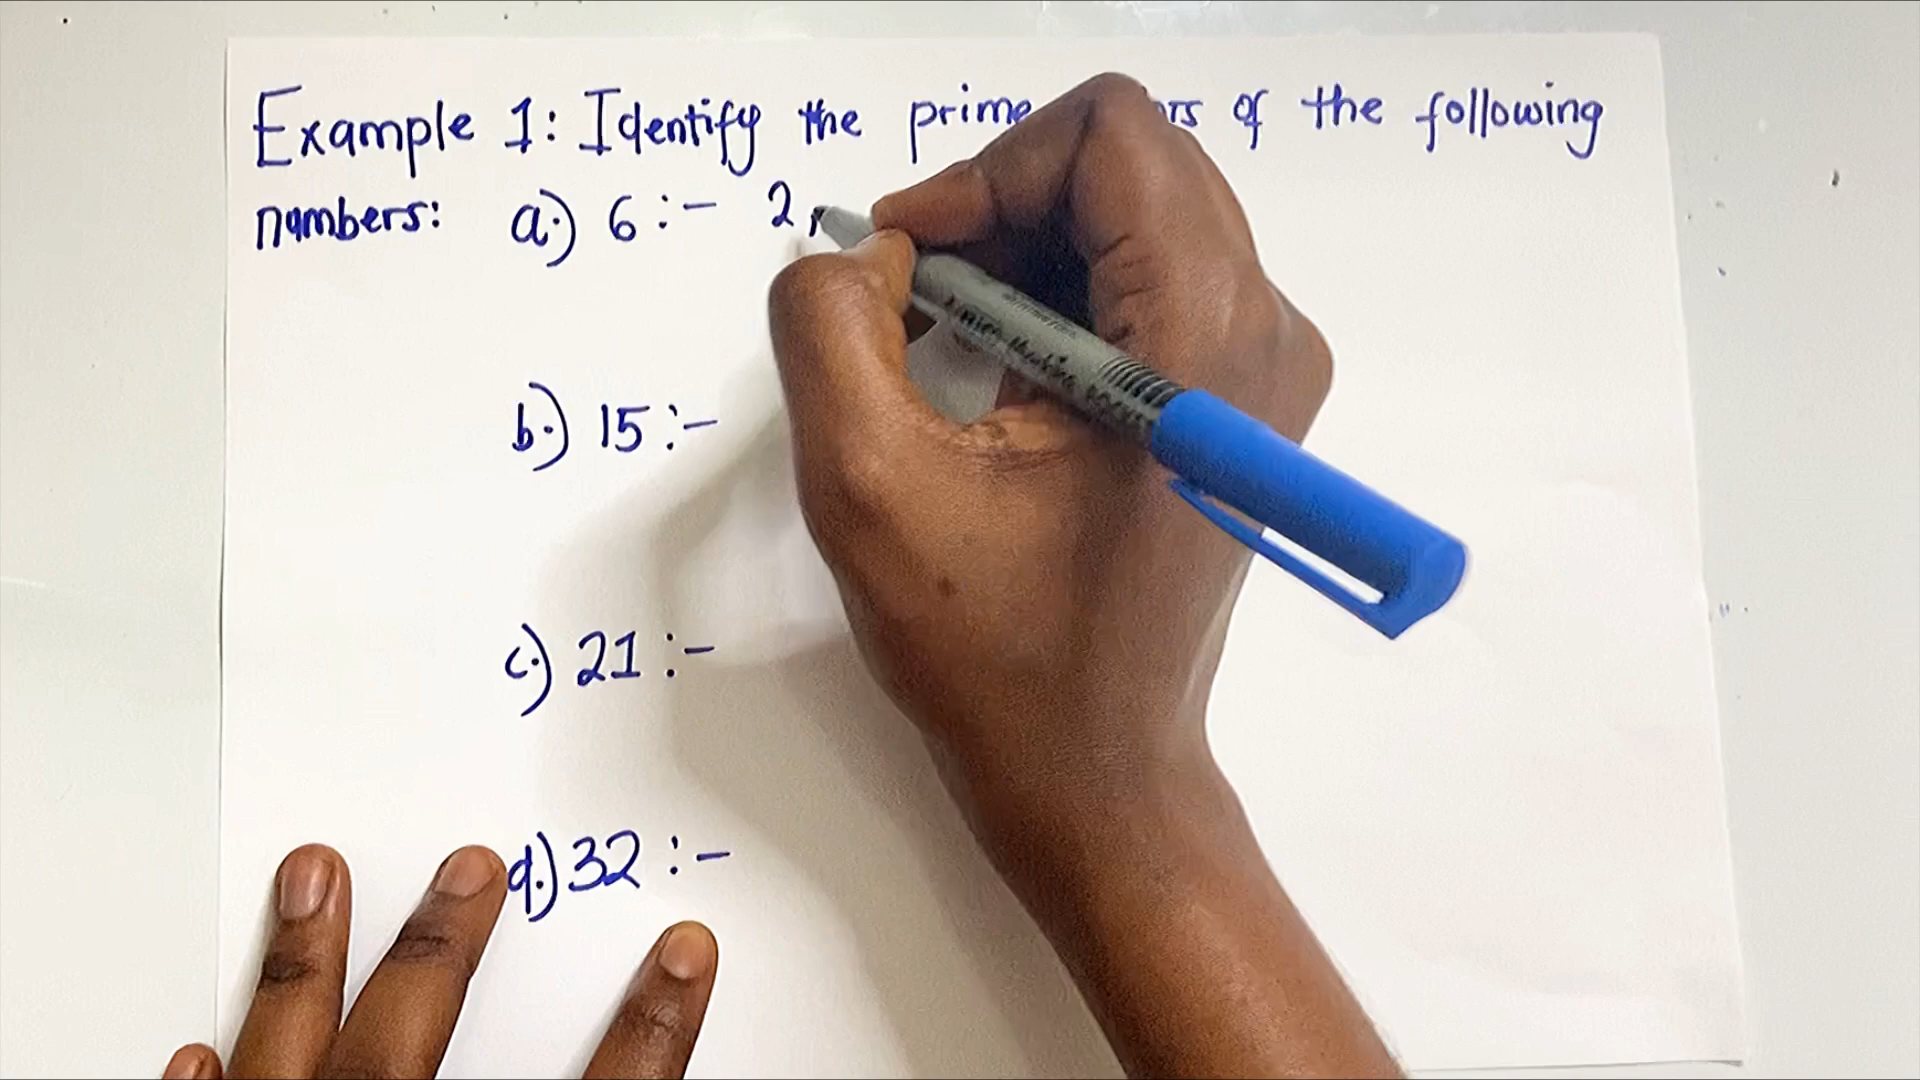 Example 1: Identify the prime of the following
numbers: a.) 6 :- 2,
b.) 15 :-
c.) 21 :-
d.) 32 :-